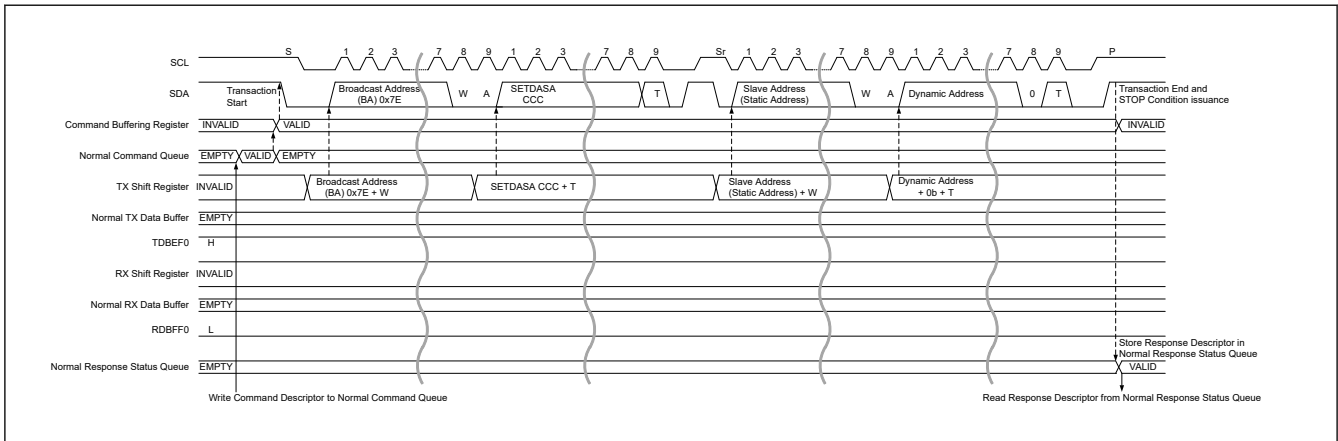 S 1 2 3 7 8 9 1 2 3 7 8 9 Sr 1 2 3 7 8 9 1 2 3 7 8 9 P
SCL
SDA
Transaction
Start
Broadcast Address
(BA) 0x7E
W A
SETDASA
CCC
T
Slave Address
(Static Address)
W A
Dynamic Address
0 T
Transaction End and
STOP Condition issuance
Command Buffering Register INVALID VALID INVALID
Normal Command Queue EMPTY VALID EMPTY
TX Shift Register INVALID
Broadcast Address
(BA) 0x7E + W
SETDASA CCC + T
Slave Address
(Static Address) + W
Dynamic Address
+ 0b + T
Normal TX Data Buffer EMPTY
TDBEF0 H
RX Shift Register INVALID
Normal RX Data Buffer EMPTY
RDBFF0 L
Store Response Descriptor in
Normal Response Status Queue
Normal Response Status Queue EMPTY VALID
Write Command Descriptor to Normal Command Queue
Read Response Descriptor from Normal Response Status Queue